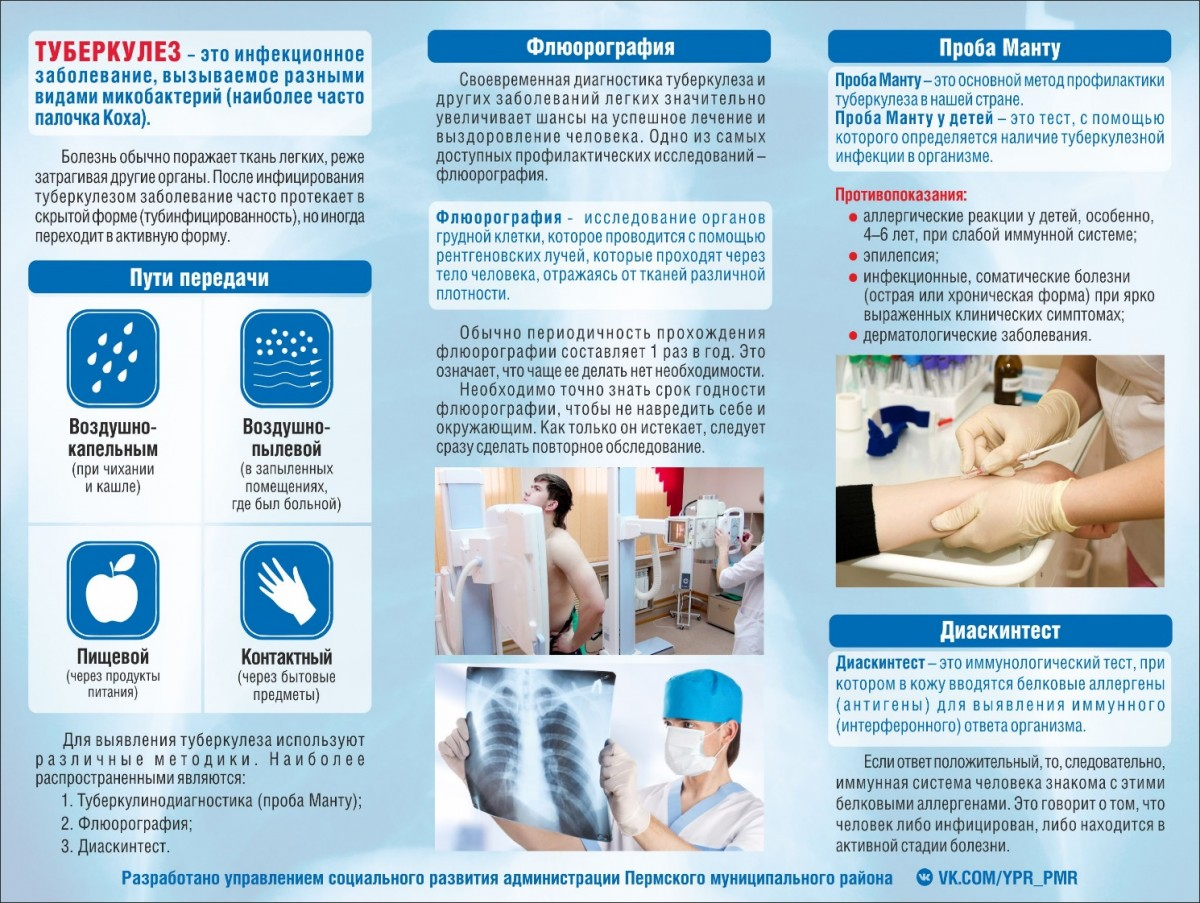 ТУБЕРКУЛЕЗ – это инфекционное
заболевание, вызываемое разными
видами микобактерий (наиболее часто
палочка Коха).
Болезнь обычно поражает ткань легких, реже
затрагивая другие органы. После инфицирования
туберкулезом заболевание часто протекает в
скрытой форме (тубинфицированность), но иногда
переходит в активную форму.
Пути передачи
Воздушно-
капельным
(при чихании
и кашле)
Воздушно-
пылевой
(в запыленных
помещениях,
где был больной)
Пищевой
(через продукты
питания)
Контактный
(через бытовые
предметы)
Для выявления туберкулеза используют
различные методики. Наиболее
распространенными являются:
1. Туберкулинодиагностика (проба Манту);
2. Флюорография;
3. Диаскинтест.
Флюорография
Своевременная диагностика туберкулеза и
других заболеваний легких значительно
увеличивает шансы на успешное лечение и
выздоровление человека. Одно из самых
доступных профилактических исследований –
флюорография.
Флюорография - исследование органов
грудной клетки, которое проводится с помощью
рентгеновских лучей, которые проходят через
тело человека, отражаясь от тканей различной
плотности.
Обычно периодичность прохождения
флюорографии составляет 1 раз в год. Это
означает, что чаще ее делать нет необходимости.
Необходимо точно знать срок годности
флюорографии, чтобы не навредить себе и
окружающим. Как только он истекает, следует
сразу сделать повторное обследование.
Проба Манту
Проба Манту – это основной метод профилактики
туберкулеза в нашей стране.
Проба Манту у детей – это тест, с помощью
которого определяется наличие туберкулезной
инфекции в организме.
Противопоказания:
• аллергические реакции у детей, особенно,
4–6 лет, при слабой иммунной системе;
• эпилепсия;
• инфекционные, соматические болезни
(острая или хроническая форма) при ярко
выраженных клинических симптомах;
• дерматологические заболевания.
Диаскинтест
Диаскинтест – это иммунологический тест, при
котором в кожу вводятся белковые аллергены
(антигены) для выявления иммунного
(интерферонного) ответа организма.
Если ответ положительный, то, следовательно,
иммунная система человека знакома с этими
белковыми аллергенами. Это говорит о том, что
человек либо инфицирован, либо находится в
активной стадии болезни.
Разработано управлением социального развития администрации Пермского муниципального района VK.COM/YPR_PMR